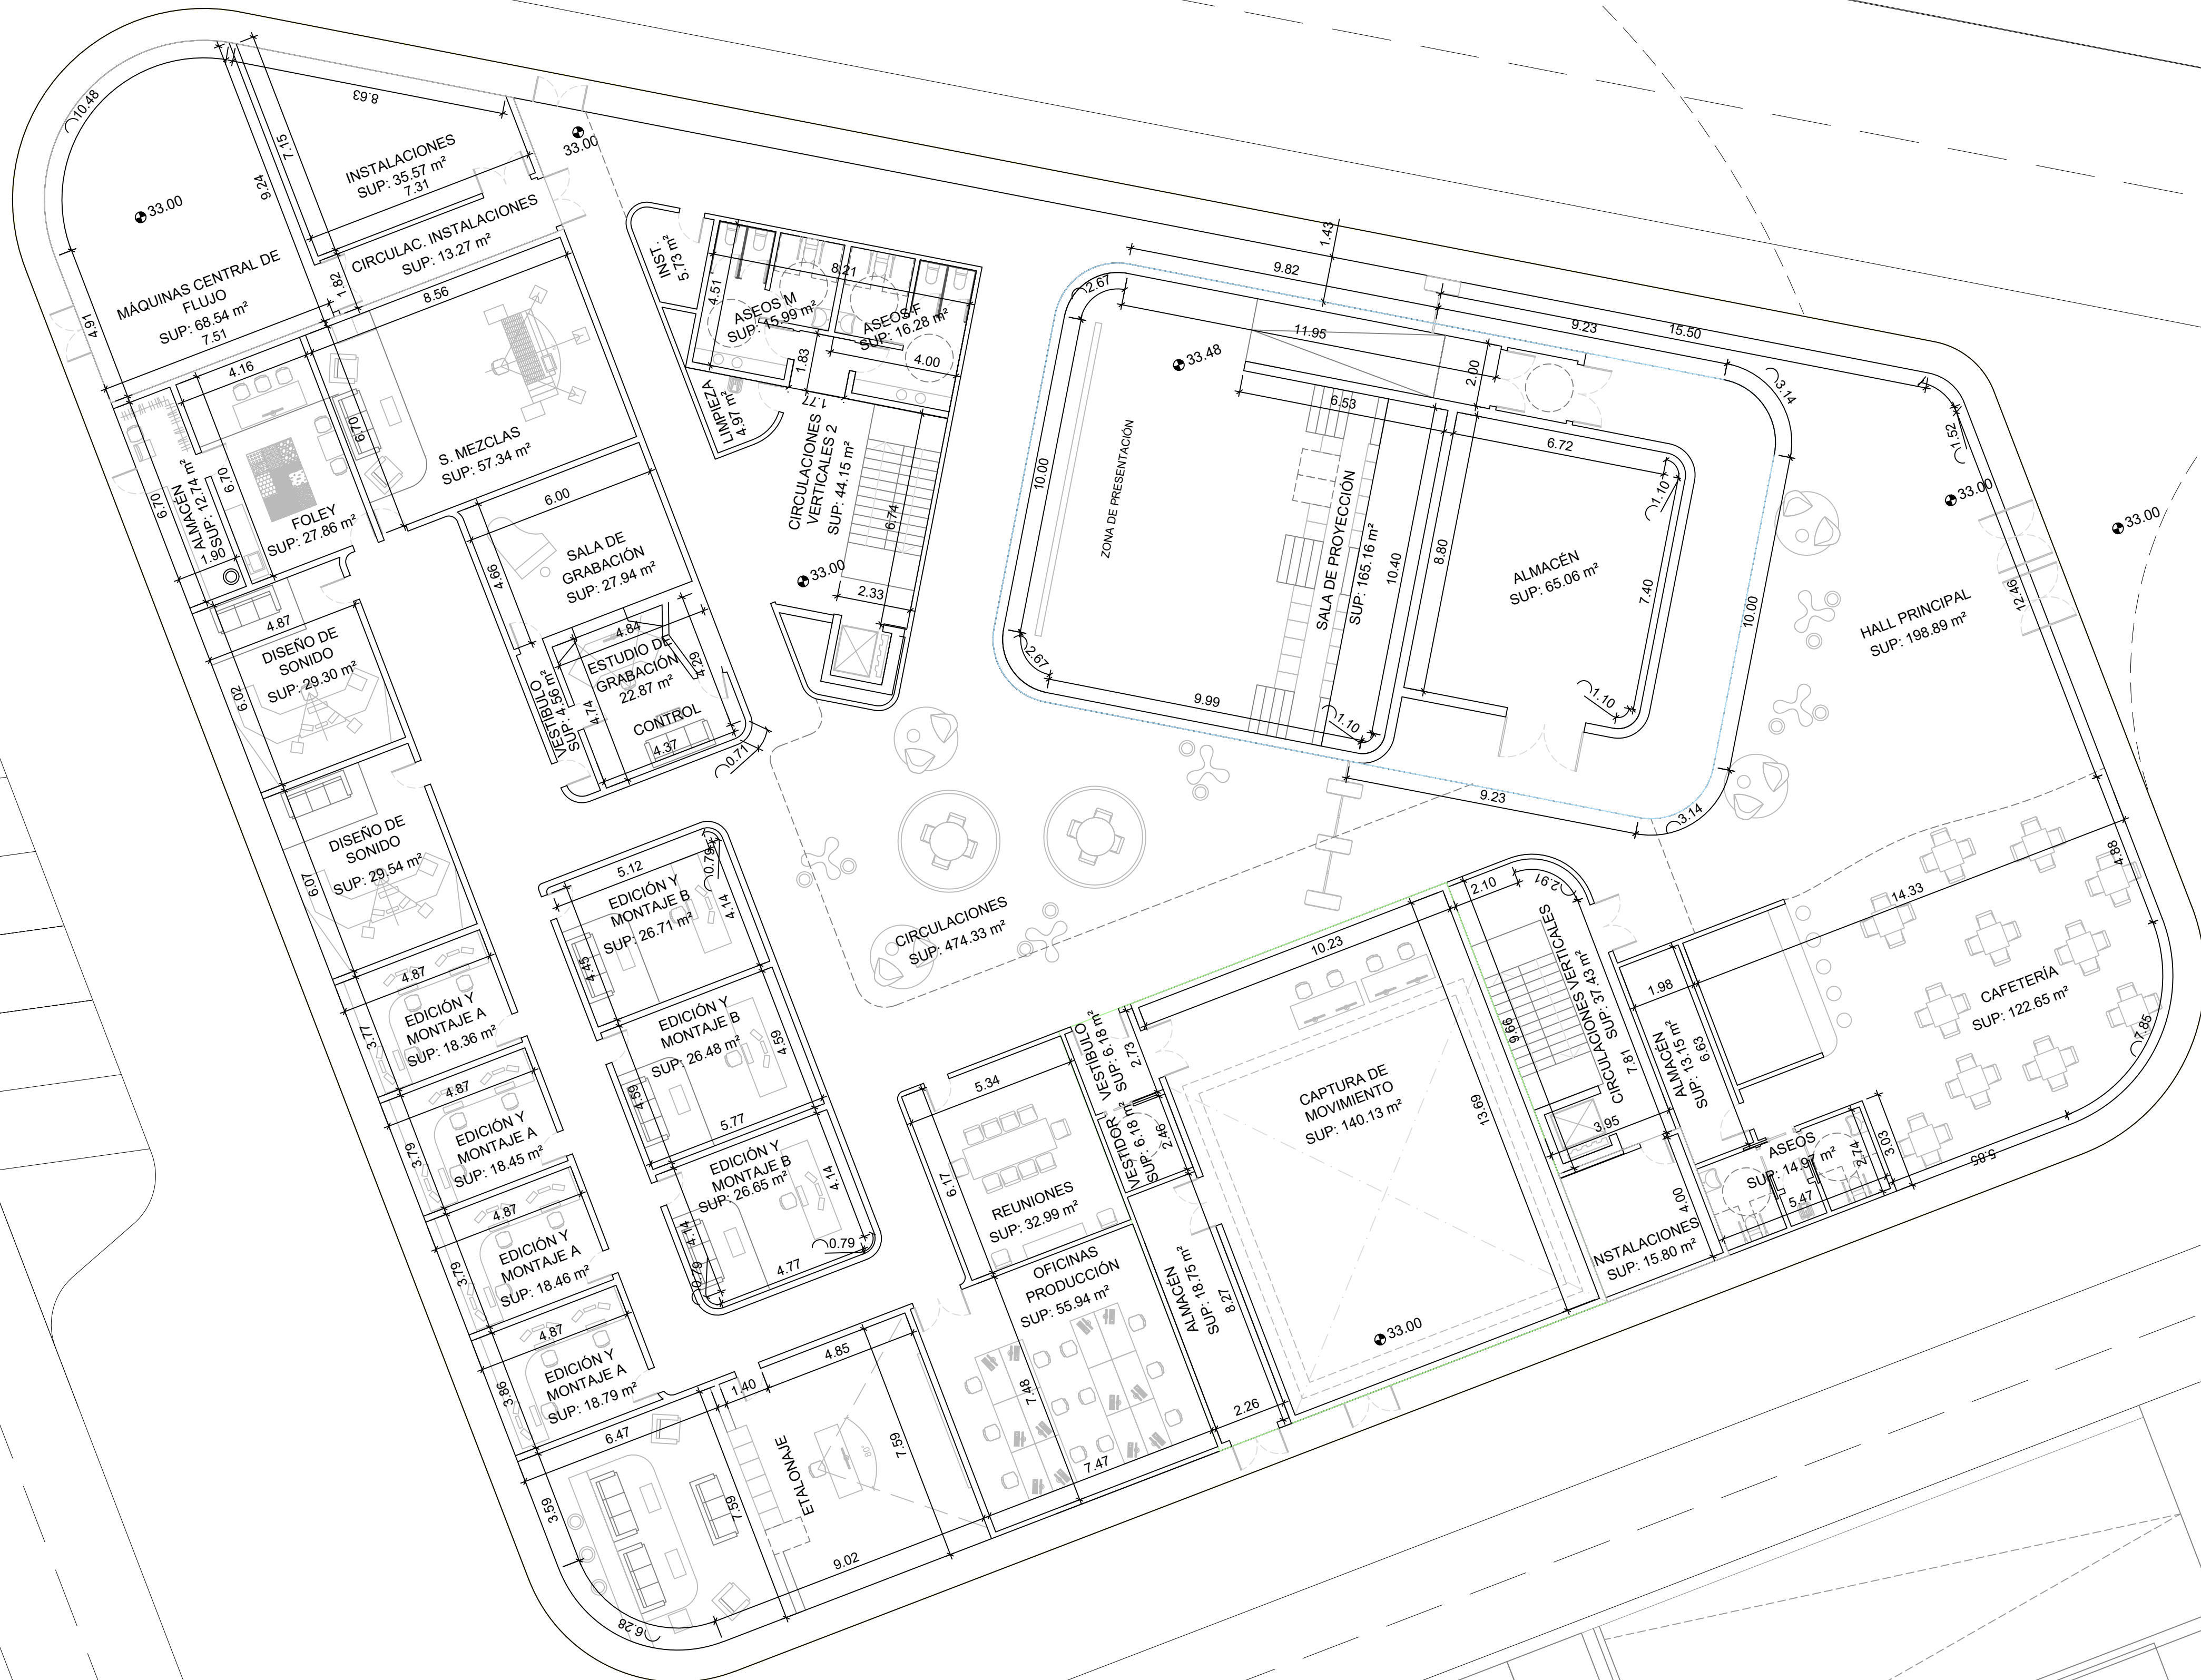 10.48
8.63
7.15
9.24
INSTALACIONES
SUP: 35.57 m²
7.31
33.00
33.00
CIRCULAC. INSTALACIONES
SUP: 13.27 m²
MÁQUINAS CENTRAL DE
FLUJO
SUP: 68.54 m²
7.51
4.91
1.82
8.56
4.16
6.70
S. MEZCLAS
SUP: 57.34 m²
6.70
ALMACÉN
SUP: 12.74 m²
6.70
1.90
FOLEY
SUP: 27.86 m²
INST.
5.73 m²
4.51
8.21
ASEOS M
SUP: 15.99 m²
ASEOS F
SUP: 16.28 m²
1.83
4.00
LIMPIEZA
4.97 m²
1.77
CIRCULACIONES
VERTICALES 2
SUP: 44.15 m²
6.74
33.00
2.33
6.00
4.66
SALA DE
GRABACIÓN
SUP: 27.94 m²
4.84
ESTUDIO DE
GRABACIÓN
22.87 m²
4.29
VESTIBULO
SUP: 4.56 m²
4.74
CONTROL
4.37
0.71
4.87
DISEÑO DE
SONIDO
SUP: 29.30 m²
6.02
DISEÑO DE
SONIDO
SUP: 29.54 m²
6.07
1.43
9.82
2.67
11.95
9.23
15.50
33.48
2.00
3.14
6.53
6.72
1.52
10.00
ZONA DE PRESENTACIÓN
SALA DE PROYECCIÓN
SUP: 165.16 m²
10.40
8.80
1.10
33.00
33.00
ALMACÉN
SUP: 65.06 m²
7.40
10.00
HALL PRINCIPAL
SUP: 198.89 m²
12.46
2.67
9.99
1.10
1.10
9.23
3.14
5.12
0.79
EDICIÓN Y
MONTAJE B
SUP: 26.71 m²
4.14
4.45
EDICIÓN Y
MONTAJE B
SUP: 26.48 m²
4.59
4.59
5.77
EDICIÓN Y
MONTAJE B
SUP: 26.65 m²
4.14
4.14
0.79
0.79
4.77
CIRCULACIONES
SUP: 474.33 m²
4.87
EDICIÓN Y
MONTAJE A
SUP: 18.36 m²
3.77
4.87
EDICIÓN Y
MONTAJE A
SUP: 18.45 m²
3.79
4.87
EDICIÓN Y
MONTAJE A
SUP: 18.46 m²
3.79
4.87
EDICIÓN Y
MONTAJE A
SUP: 18.79 m²
3.86
6.47
3.59
6.28
7.59
1.40
4.85
ETALONAJE
7.59
9.02
5.34
6.17
REUNIONES
SUP: 32.99 m²
OFICINAS
PRODUCCIÓN
SUP: 55.94 m²
7.48
7.47
VESTIBULO
SUP: 6.18 m²
2.73
VESTIDOR
SUP: 6.18 m²
2.46
ALMACÉN
SUP: 18.75 m²
8.27
2.26
10.23
CAPTURA DE
MOVIMIENTO
SUP: 140.13 m²
13.69
33.00
2.10
2.91
9.66
CIRCULACIONES VERTICALES
SUP: 37.43 m²
7.81
3.95
1.98
ALMACÉN
SUP: 13.15 m²
6.63
NSTALACIONES
SUP: 15.80 m²
4.00
ASEOS
SUP: 14.97 m²
2.74
3.03
5.47
5.85
14.33
4.88
CAFETERÍA
SUP: 122.65 m²
7.85